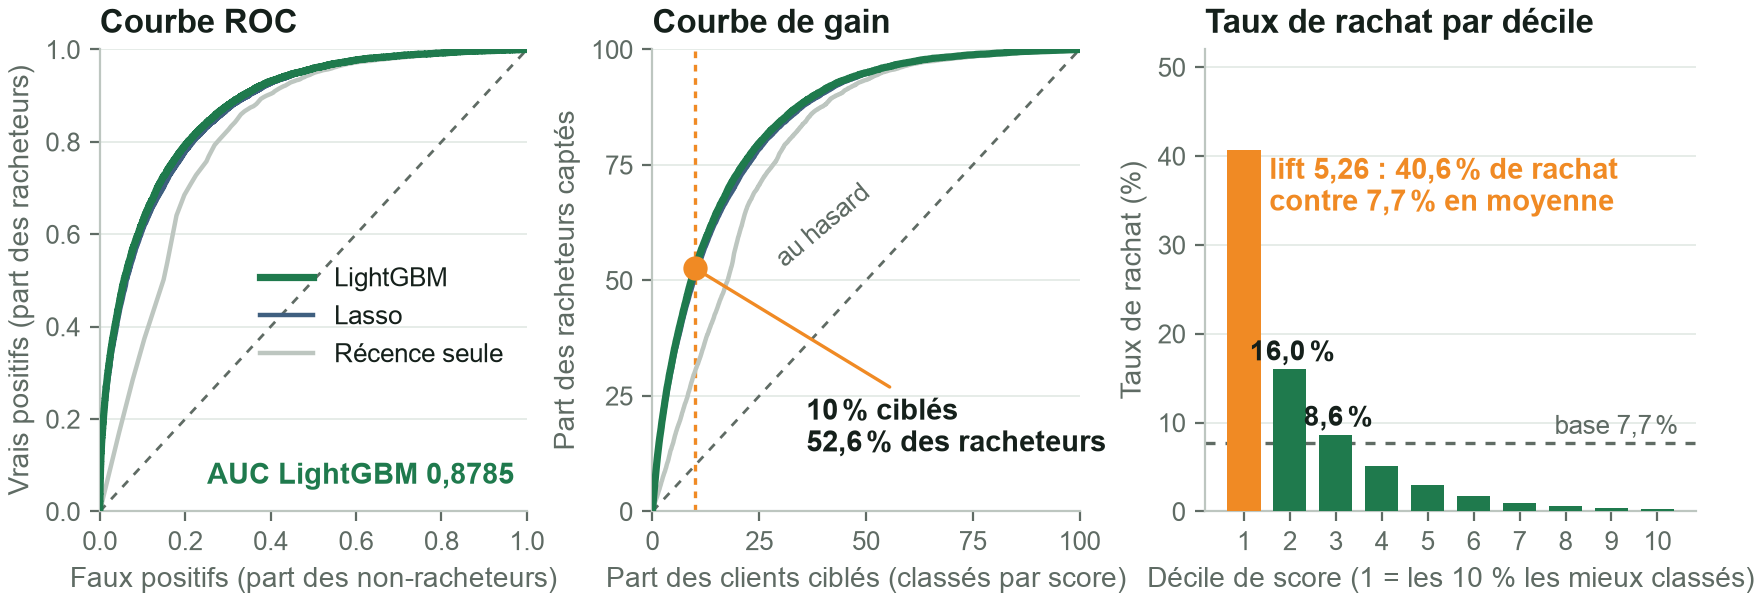 Courbe ROC
1.0
0.8
0.6
0.4
0.2
0.0
Vrais positifs (part des racheteurs)
LightGBM
Lasso
Récence seule
AUC LightGBM 0,8785
0.0 0.2 0.4 0.6 0.8 1.0
Faux positifs (part des non-racheteurs)
Courbe de gain
100
75
50
25
0
Part des racheteurs captés
au hasard
10 % ciblés
52,6 % des racheteurs
0 25 50 75 100
Part des clients ciblés (classés par score)
Taux de rachat par décile
50
40
30
20
10
0
Taux de rachat (%)
lift 5,26 : 40,6 % de rachat
contre 7,7 % en moyenne
16,0 %
8,6 %
base 7,7 %
1 2 3 4 5 6 7 8 9 10
Décile de score (1 = les 10 % les mieux classés)